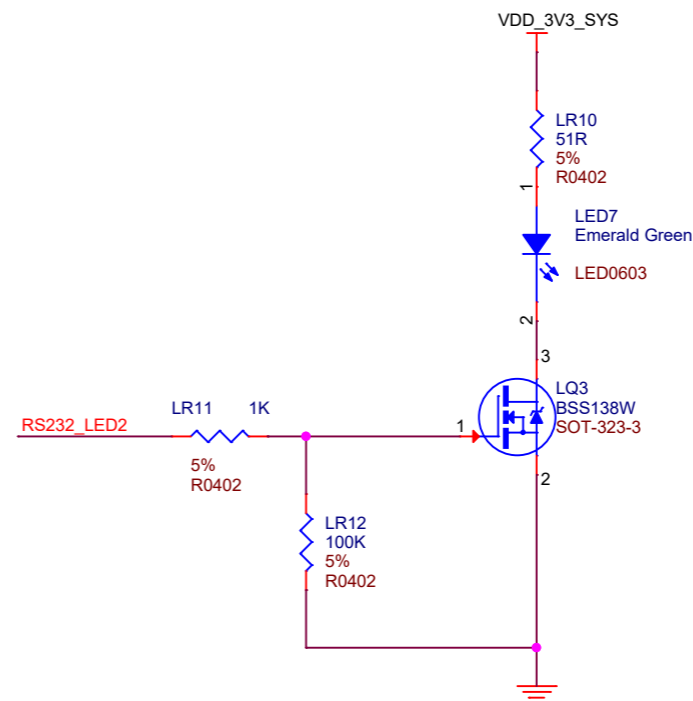 VDD_3V3_SYS
LR10
51R
5%
R0402
1
LED7
Emerald Green
LED0603
2
3
LQ3
BSS138W
SOT-323-3
1
2
RS232_LED2
LR11 1K
5%
R0402
LR12
100K
5%
R0402